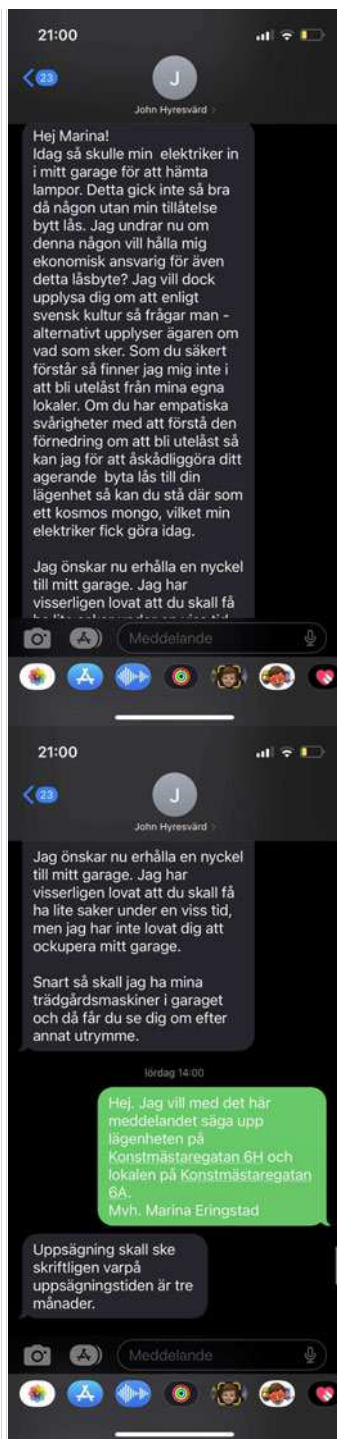 21:00
23
J
John Hyresvärd
Hej Marina!
Idag så skulle min elektriker in
i mitt garage för att hämta
lampor. Detta gick inte så bra
då någon utan min tillåtelse
bytt lås. Jag undrar nu om
denna någon vill hålla mig
ekonomisk ansvarig för även
detta låsbyte? Jag vill dock
upplysa dig om att enligt
svensk kultur så frågar man -
alternativt upplyser ägaren om
vad som sker. Som du säkert
förstår så finner jag mig inte i
att bli utelåst från mina egna
lokaler. Om du har empatiska
svårigheter med att förstå den
förnedring om att bli utelåst så
kan jag för att åskådliggöra ditt
agerande byta lås till din
lägenhet så kan du stå där som
ett kosmos mongo, vilket min
elektriker fick göra idag.
Jag önskar nu erhålla en nyckel
till mitt garage. Jag har
visserligen lovat att du skall få
ha lite saker under en viss tid,
Meddelande
21:00
23
J
John Hyresvärd
Jag önskar nu erhålla en nyckel
till mitt garage. Jag har
visserligen lovat att du skall få
ha lite saker under en viss tid,
men jag har inte lovat dig att
ockupera mitt garage.
Snart så skall jag ha mina
trädgårdsmaskiner i garaget
och då får du se dig om efter
annat utrymme.
lördag 14:00
Hej. Jag vill med det här
meddelandet säga upp
lägenheten på
Konstmästaregatan 6H och
lokalen på Konstmästaregatan
6A.
Mvh. Marina Eringstad
Uppsägning skall ske
skriftligen varpå
uppsägningstiden är tre
månader.
Meddelande